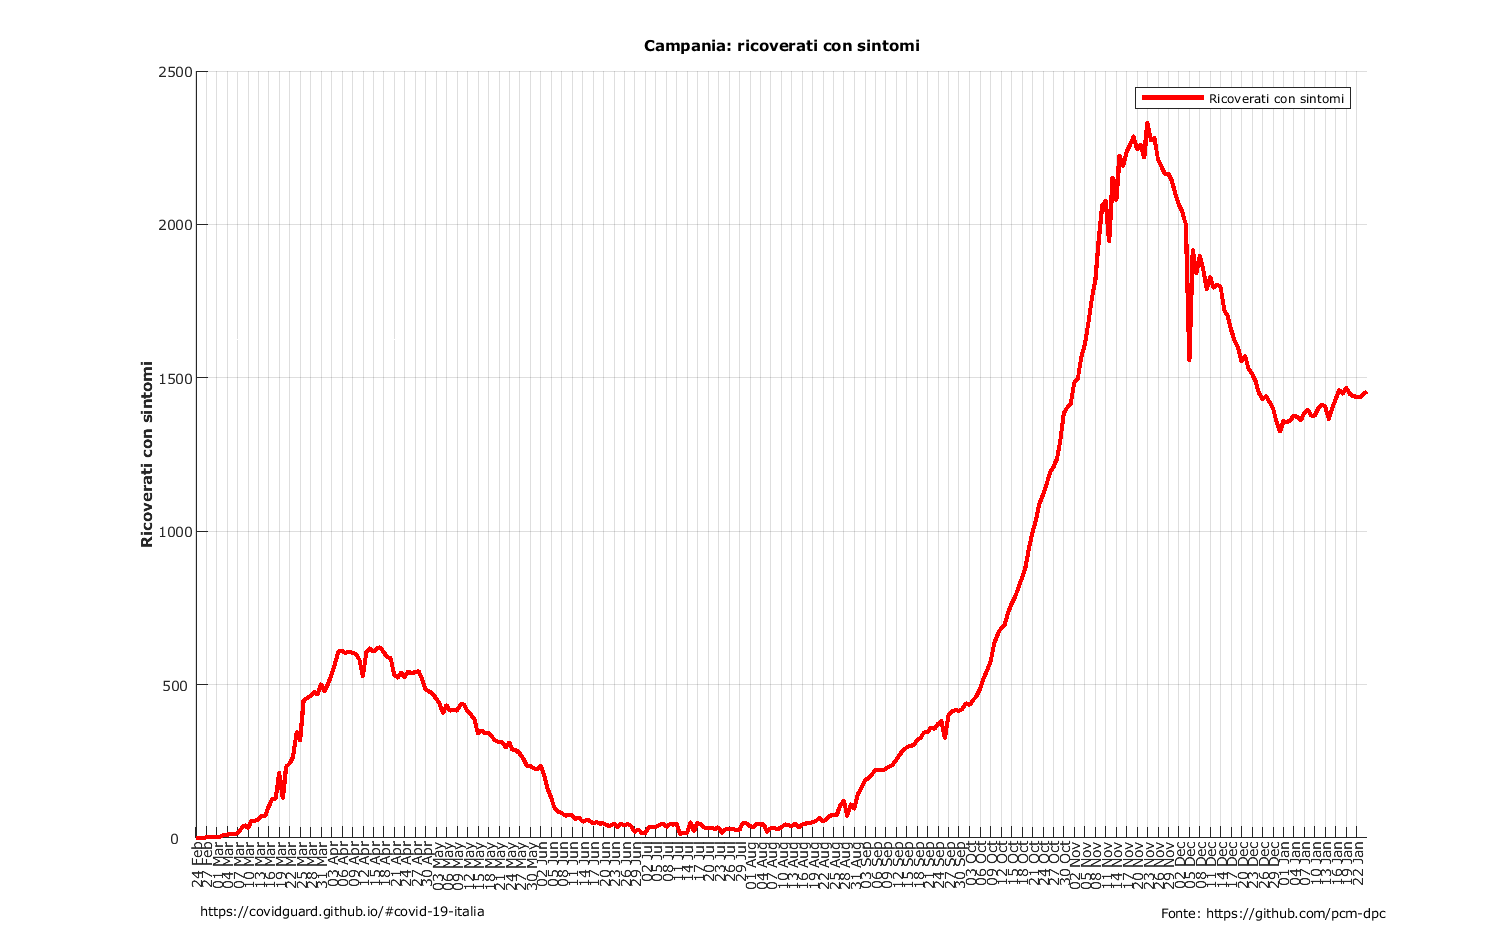 Campania: ricoverati con sintomi
Ricoverati con sintomi
2500
2000
1500
1000
500
0
Ricoverati con sintomi
24 Feb
27 Feb
01 Mar
04 Mar
07 Mar
10 Mar
13 Mar
16 Mar
19 Mar
22 Mar
25 Mar
28 Mar
31 Mar
03 Apr
06 Apr
09 Apr
12 Apr
15 Apr
18 Apr
21 Apr
24 Apr
27 Apr
30 Apr
03 May
06 May
09 May
12 May
15 May
18 May
21 May
24 May
27 May
30 May
02 Jun
05 Jun
08 Jun
11 Jun
14 Jun
17 Jun
20 Jun
23 Jun
26 Jun
29 Jun
02 Jul
05 Jul
08 Jul
11 Jul
14 Jul
17 Jul
20 Jul
23 Jul
26 Jul
29 Jul
01 Aug
04 Aug
07 Aug
10 Aug
13 Aug
16 Aug
19 Aug
22 Aug
25 Aug
28 Aug
31 Aug
03 Sep
06 Sep
09 Sep
12 Sep
15 Sep
18 Sep
21 Sep
24 Sep
27 Sep
30 Sep
03 Oct
06 Oct
09 Oct
12 Oct
15 Oct
18 Oct
21 Oct
24 Oct
27 Oct
30 Oct
02 Nov
05 Nov
08 Nov
11 Nov
14 Nov
17 Nov
20 Nov
23 Nov
26 Nov
29 Nov
02 Dec
05 Dec
08 Dec
11 Dec
14 Dec
17 Dec
20 Dec
23 Dec
26 Dec
29 Dec
01 Jan
04 Jan
07 Jan
10 Jan
13 Jan
16 Jan
19 Jan
22 Jan
https://covidguard.github.io/#covid-19-italia
Fonte: https://github.com/pcm-dpc